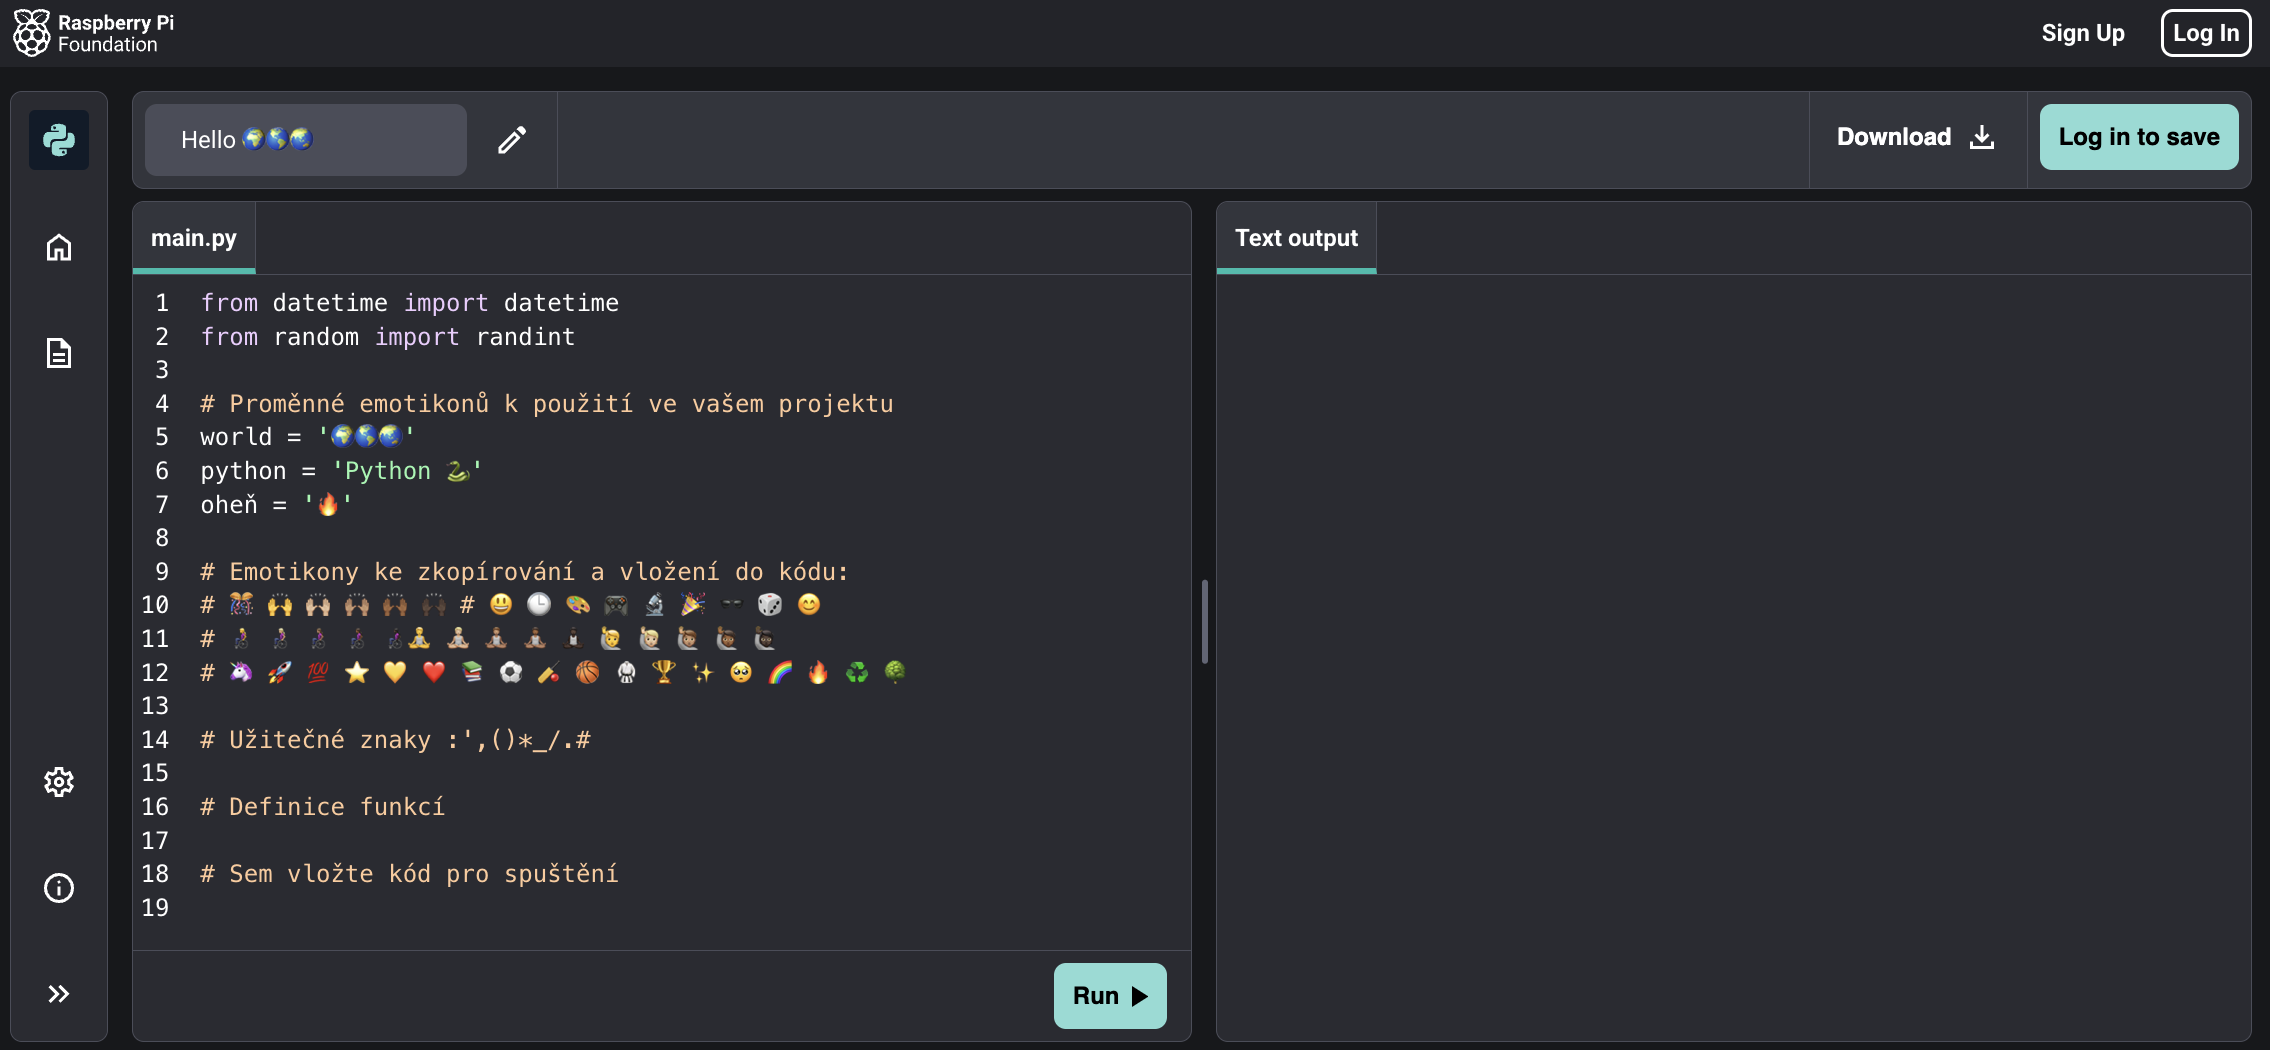 Raspberry Pi
Foundation
Sign Up
Log In
Hello 🌍🌎🌏
Download
Log in to save
main.py
Text output
1 from datetime import datetime
2 from random import randint
3
4 # Proměnné emotikonů k použití ve vašem projektu
5 world = '🌍🌎🌏'
6 python = 'Python 🐍'
7 oheň = '🔥'
8
9 # Emotikony ke zkopírování a vložení do kódu:
10 # 🎊 🙌 🙌🏼 🙌🏽 🙌🏾 🙌🏿 # 😃 🕒 🎨 🎮 🔬 🎉 🕶️ 🎲 😊
11 # 👩‍🦽 👩🏼‍🦽 👩🏽‍🦽 👩🏾‍🦽 👩🏿‍🦽🧘 🧘🏼 🧘🏽 🧘🏾 🧘🏿 🙋 🙋🏼 🙋🏽 🙋🏾 🙋🏿
12 # 🦄 🚀 💯 ⭐ 💛 ❤️ 📚 ⚽ 🏏 🏀 🥋 🏆 ✨ 🥺 🌈 🔥 ♻️ 🌳
13
14 # Užitečné znaky :',()*_/.#
15
16 # Definice funkcí
17
18 # Sem vložte kód pro spuštění
19
Run